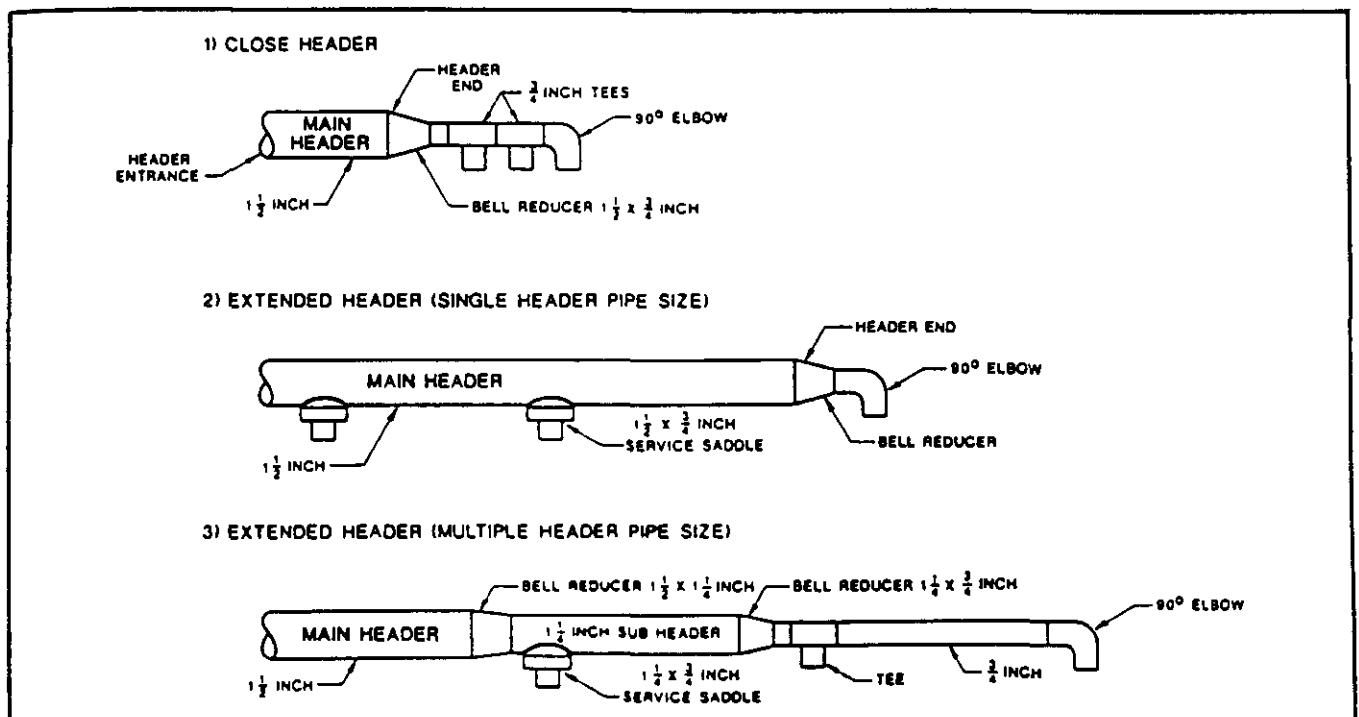 1) CLOSE HEADER
HEADER
END
3/4 INCH TEES
90° ELBOW
MAIN
HEADER
HEADER
ENTRANCE
1 1/2 INCH
BELL REDUCER 1 1/2 X 3/4 INCH
2) EXTENDED HEADER (SINGLE HEADER PIPE SIZE)
HEADER END
90° ELBOW
MAIN HEADER
1 1/2 X 3/4 INCH
SERVICE SADDLE
BELL REDUCER
1 1/2 INCH
3) EXTENDED HEADER (MULTIPLE HEADER PIPE SIZE)
BELL REDUCER 1 1/2 X 1 1/4 INCH
BELL REDUCER 1 1/4 X 3/4 INCH
90° ELBOW
MAIN HEADER
1 1/4 INCH SUB HEADER
1 1/2 INCH
1 1/4 X 3/4 INCH
SERVICE SADDLE
TEE
3/4 INCH